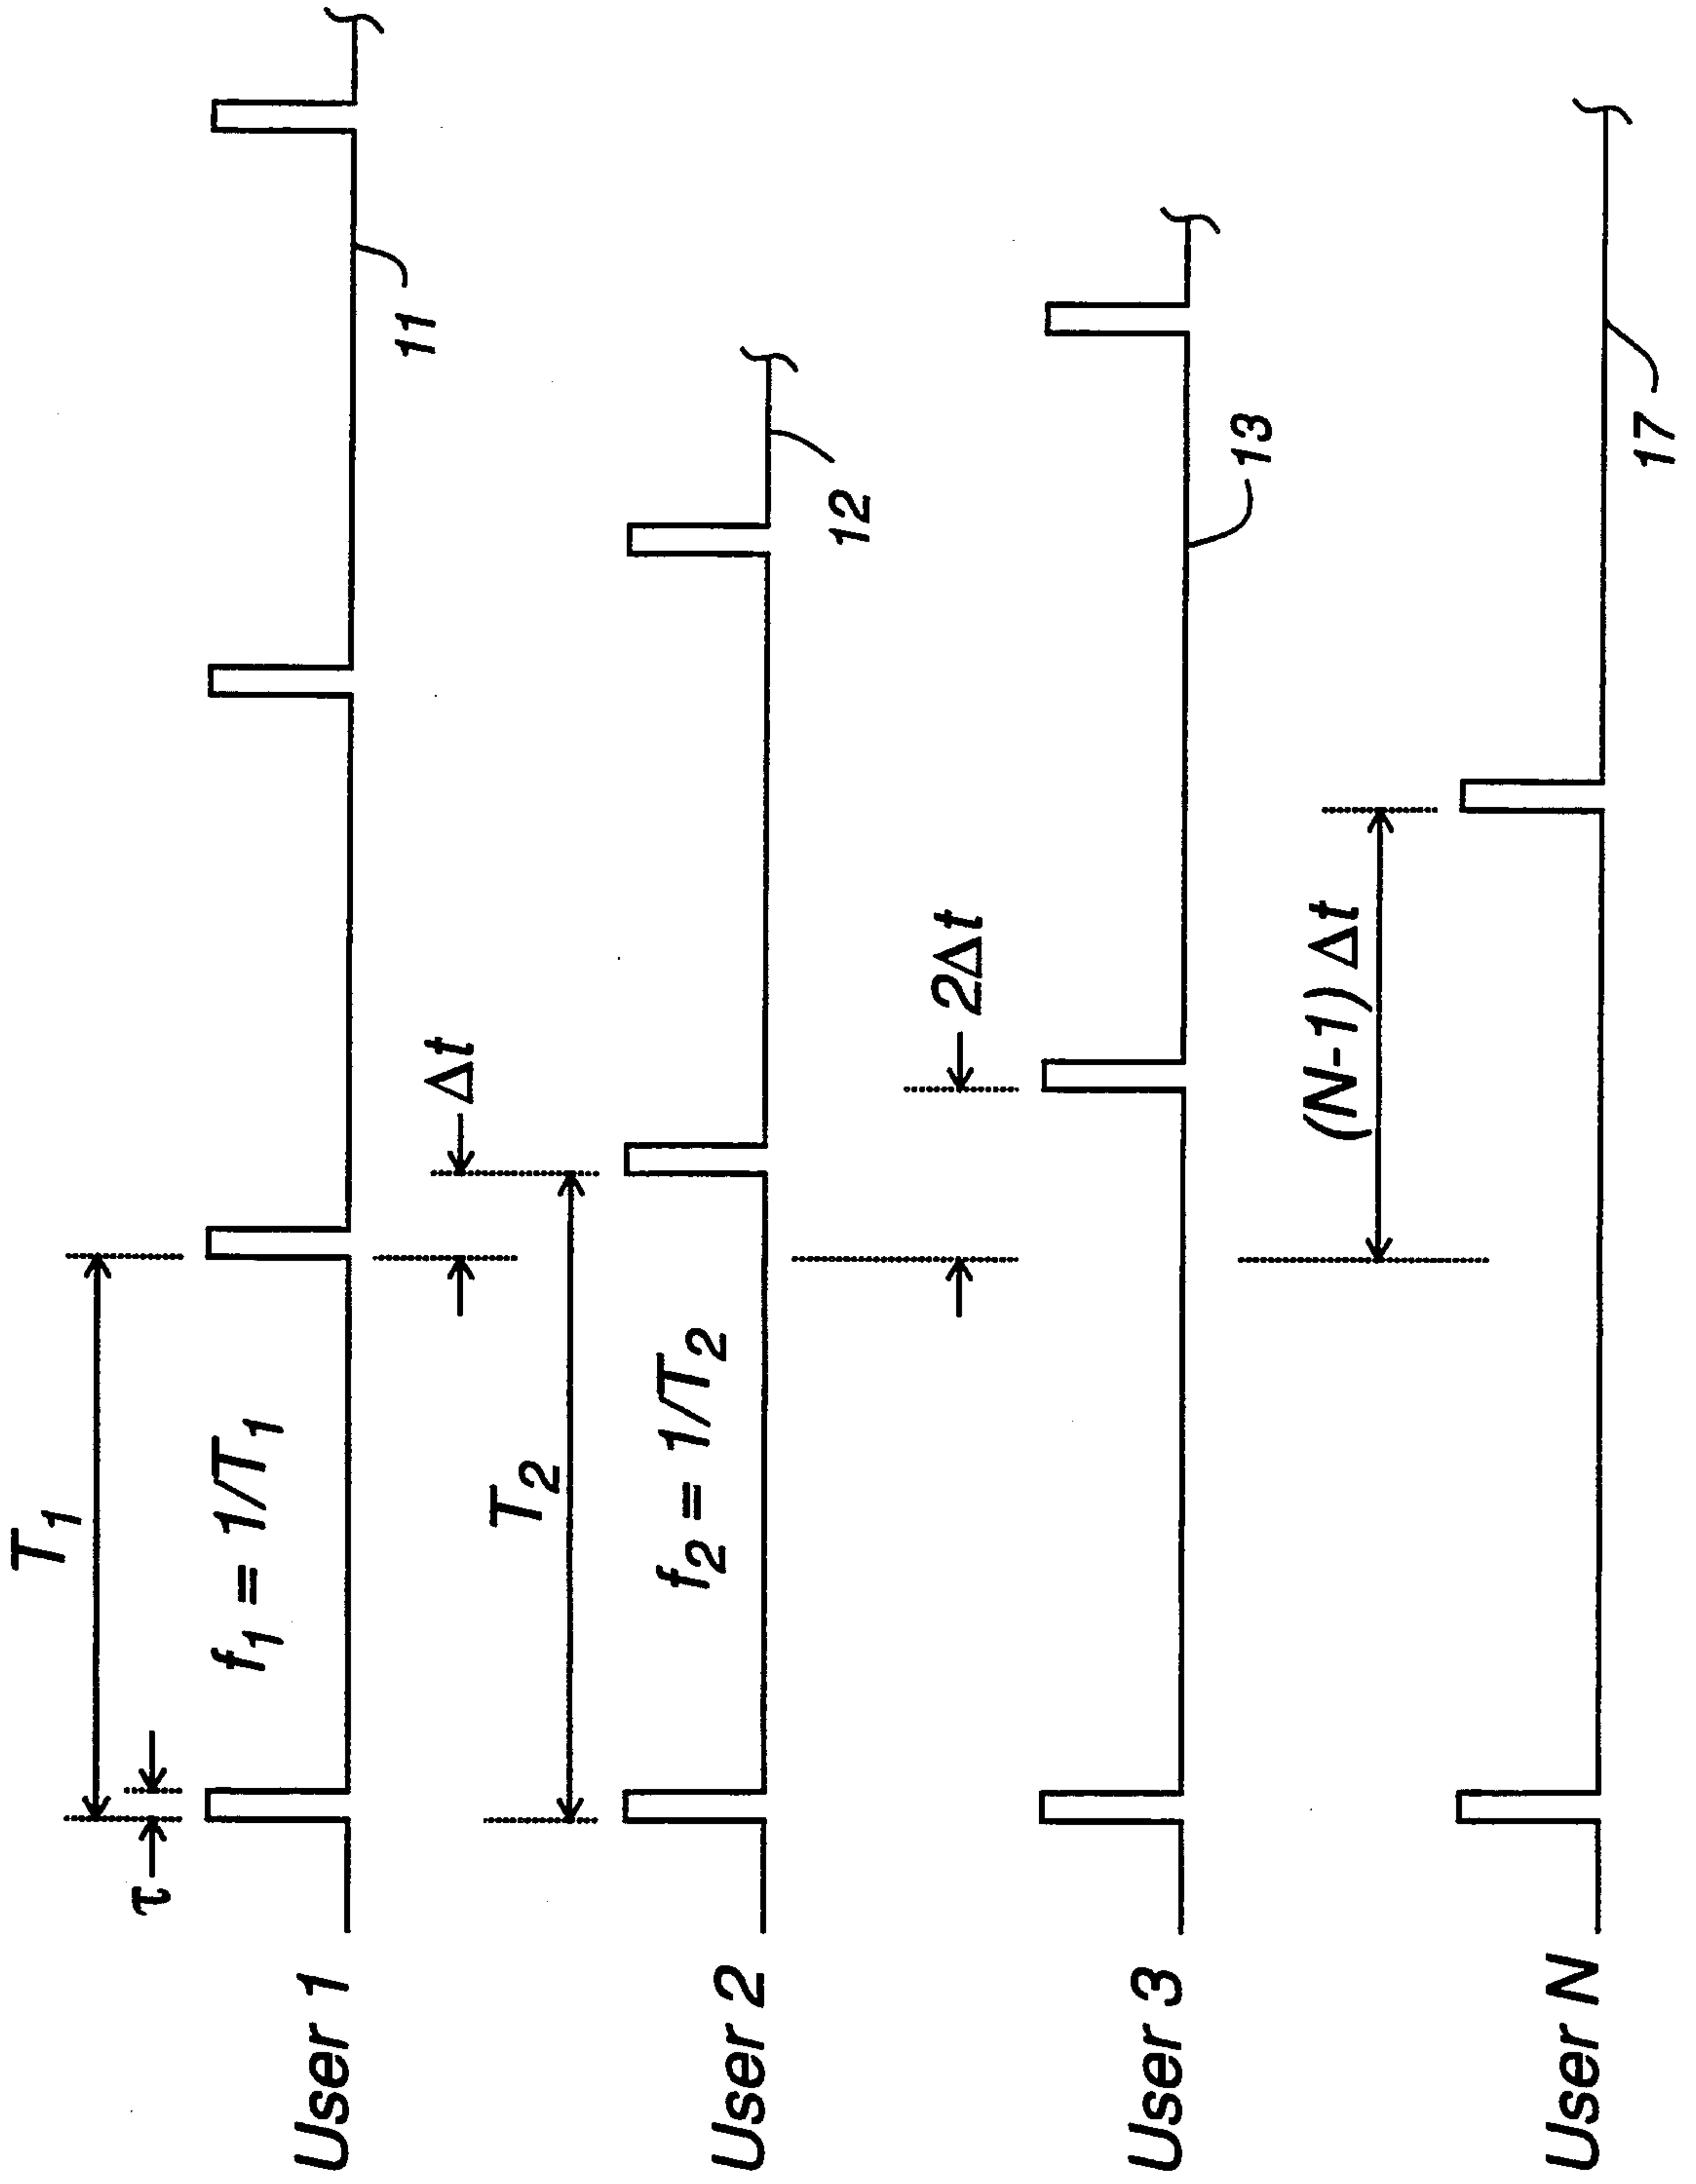 T1
τ
f1 = 1/T1
User 1
11
Δt
T2
f2 = 1/T2
User 2
12
2Δt
User 3
13
(N-1) Δt
User N
17